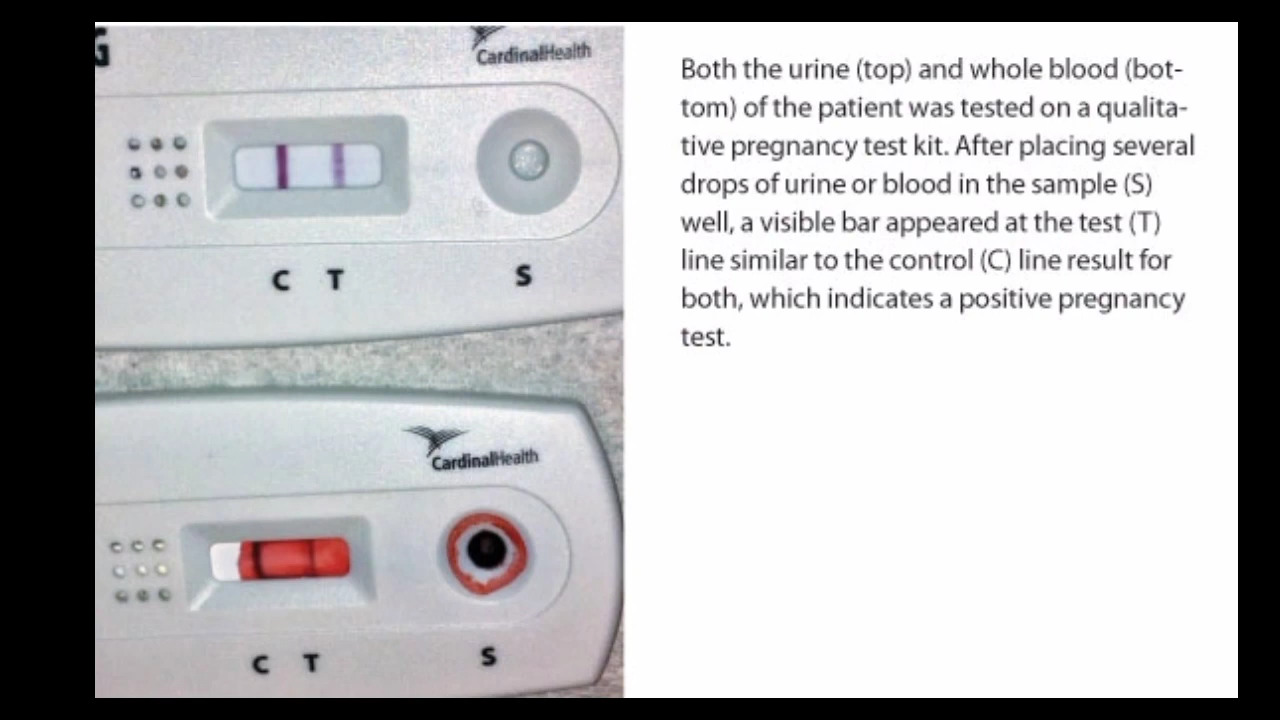 G
CardinalHealth
C T S
CardinalHealth
C T S
Both the urine (top) and whole blood (bot-
tom) of the patient was tested on a qualita-
tive pregnancy test kit. After placing several
drops of urine or blood in the sample (S)
well, a visible bar appeared at the test (T)
line similar to the control (C) line result for
both, which indicates a positive pregnancy
test.